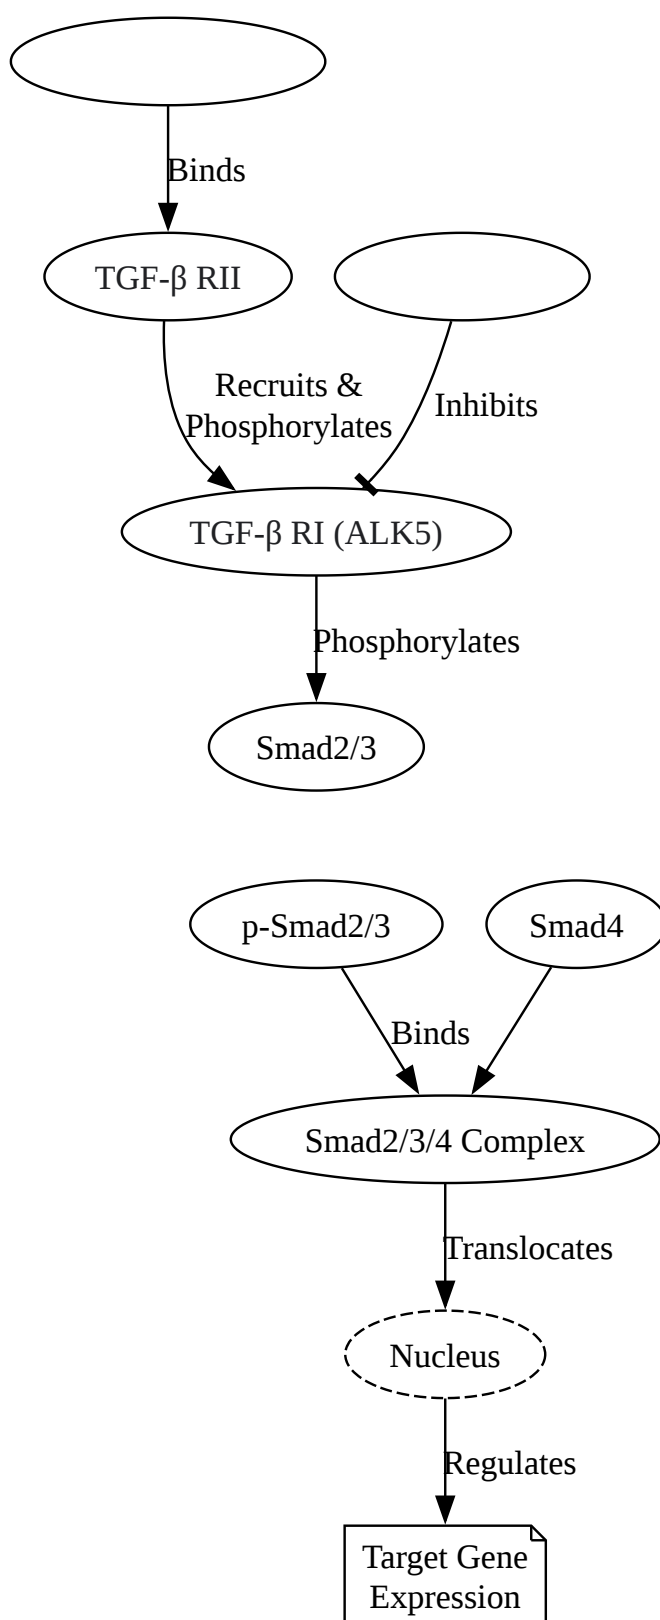 Binds
TGF-β RII
Recruits &
Phosphorylates
Inhibits
TGF-β RI (ALK5)
Phosphorylates
Smad2/3
p-Smad2/3
Smad4
Binds
Smad2/3/4 Complex
Translocates
Nucleus
Regulates
Target Gene
Expression